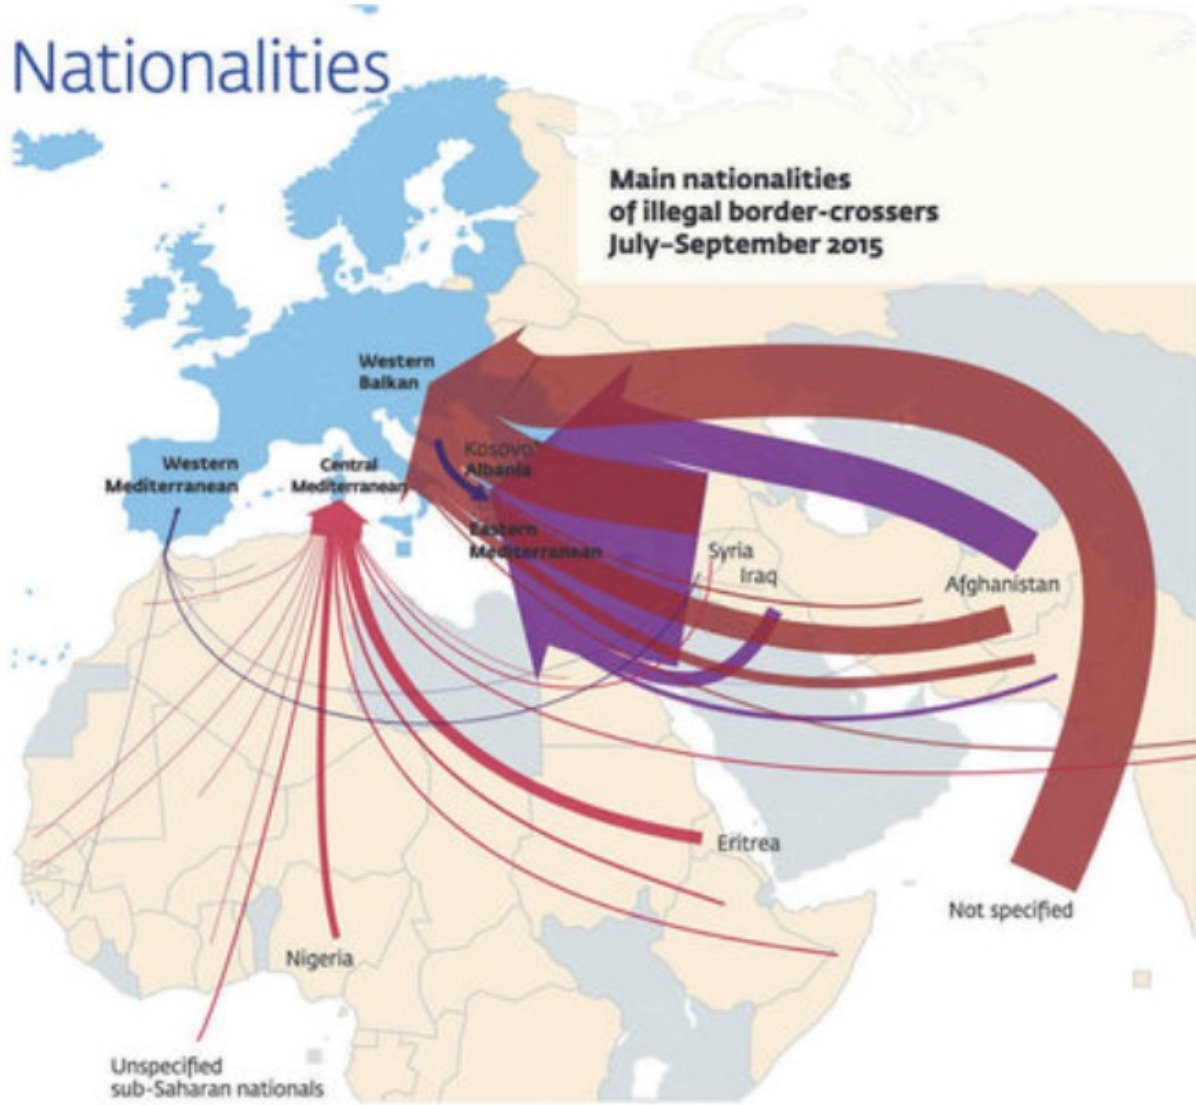 Nationalities
Main nationalities
of illegal border-crossers
July–September 2015
Western
Balkan
Kosovo*
Albania
Western
Mediterranean
Central
Mediterranean
Eastern
Mediterranean
Syria
Iraq
Afghanistan
Eritrea
Not specified
Nigeria
Unspecified
sub-Saharan nationals